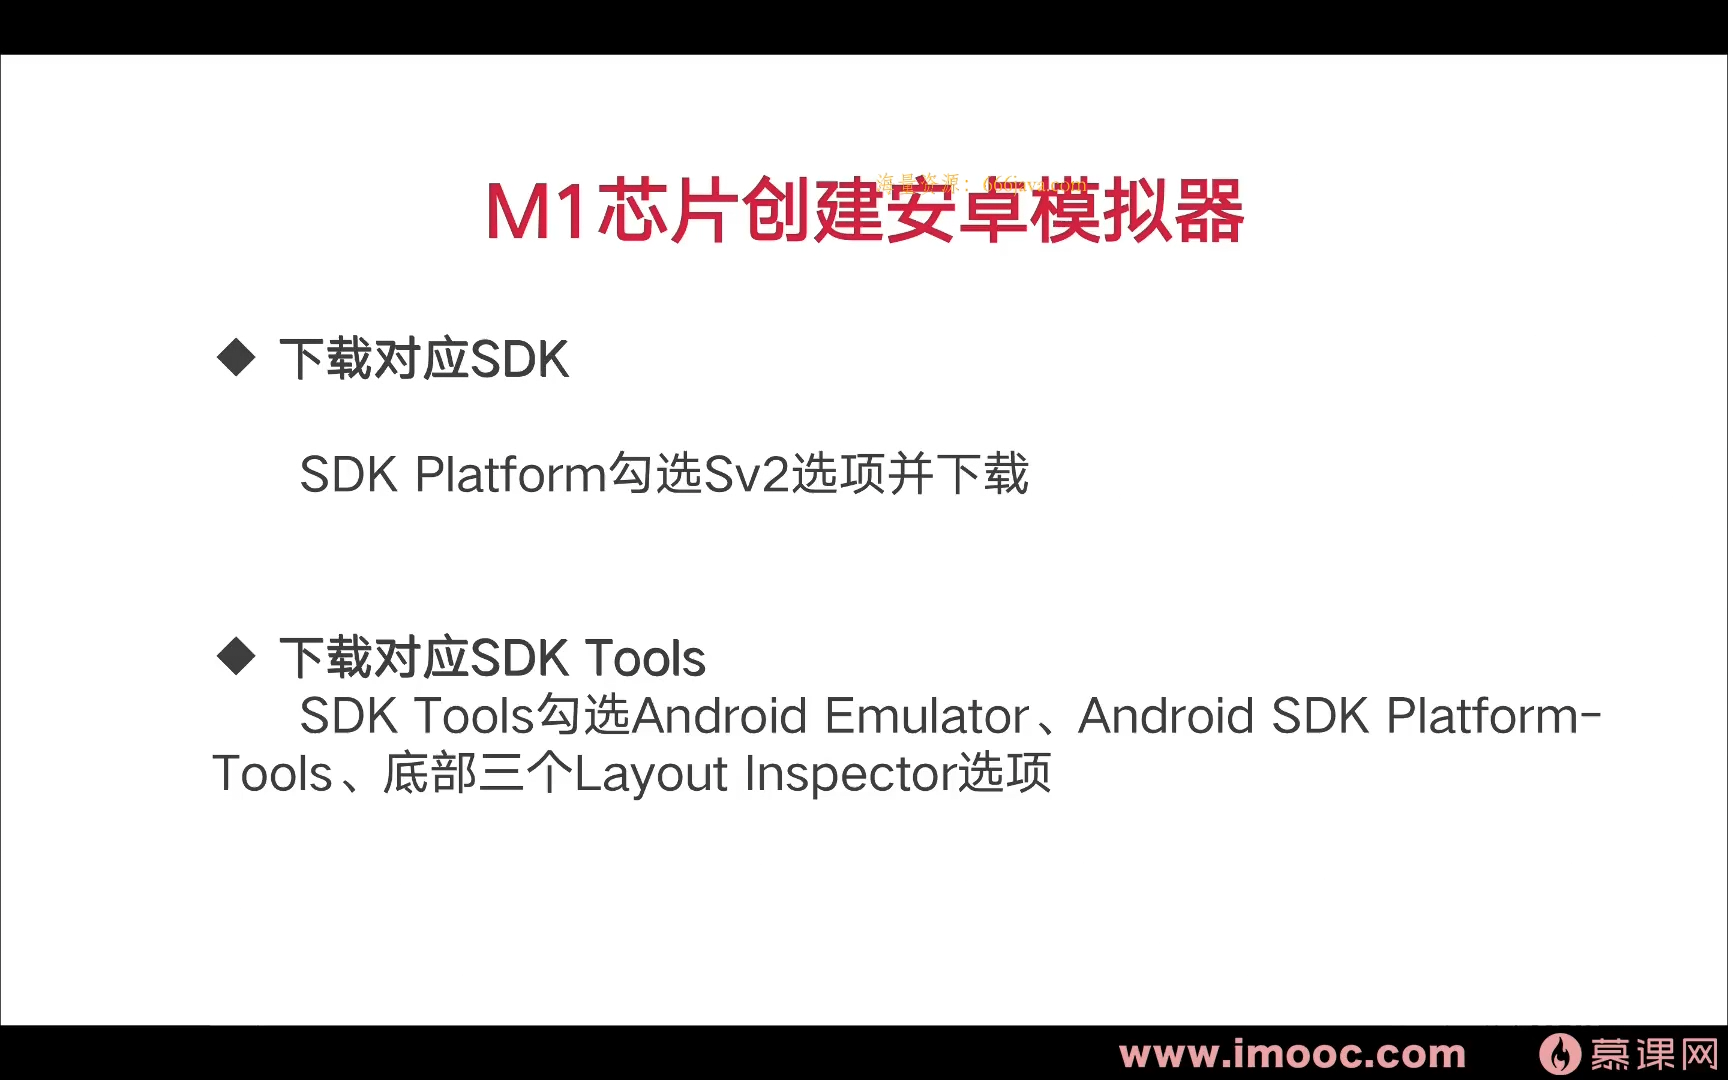 海量资源：666java.com
M1芯片创建安卓模拟器
◆ 下载对应SDK
SDK Platform勾选Sv2选项并下载
◆ 下载对应SDK Tools
SDK Tools勾选Android Emulator、Android SDK Platform-
Tools、底部三个Layout Inspector选项
www.imooc.com 慕课网